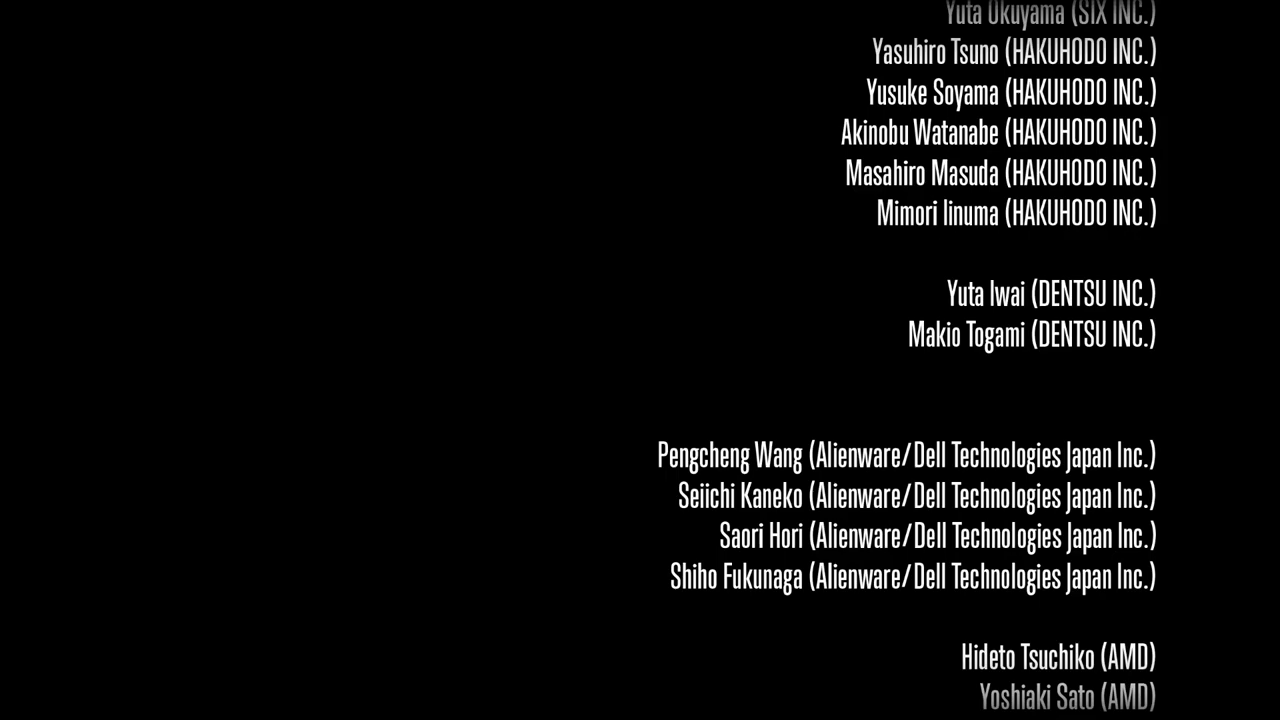 Yuta Okuyama (SIX INC.)
Yasuhiro Tsuno (HAKUHODO INC.)
Yusuke Soyama (HAKUHODO INC.)
Akinobu Watanabe (HAKUHODO INC.)
Masahiro Masuda (HAKUHODO INC.)
Mimori Iinuma (HAKUHODO INC.)
Yuta Iwai (DENTSU INC.)
Makio Togami (DENTSU INC.)
Pengcheng Wang (Alienware/Dell Technologies Japan Inc.)
Seiichi Kaneko (Alienware/Dell Technologies Japan Inc.)
Saori Hori (Alienware/Dell Technologies Japan Inc.)
Shiho Fukunaga (Alienware/Dell Technologies Japan Inc.)
Hideto Tsuchiko (AMD)
Yoshiaki Sato (AMD)